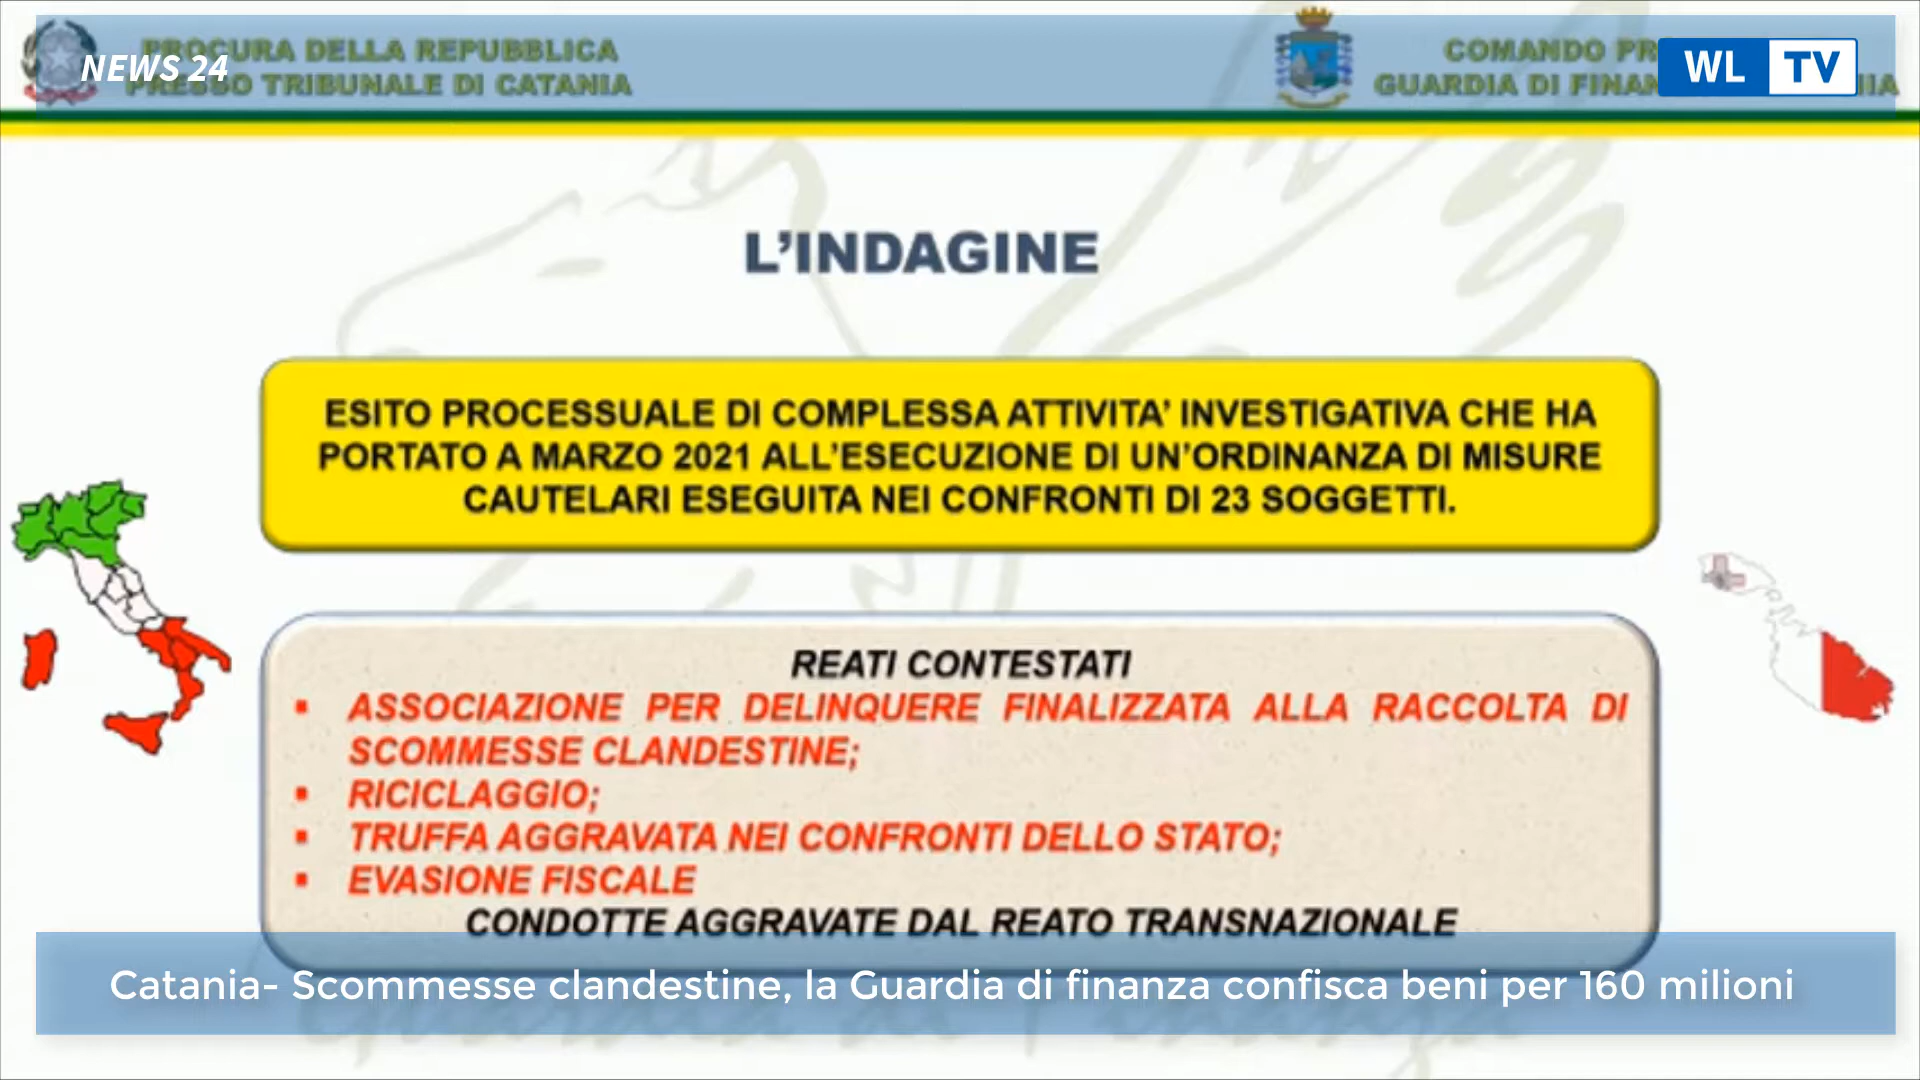 PROCURA DELLA REPUBBLICA
PRESSO TRIBUNALE DI CATANIA
NEWS 24
COMANDO
GUARDIA DI
WL TV
L'INDAGINE
ESITO PROCESSUALE DI COMPLESSA ATTIVITA' INVESTIGATIVA CHE HA
PORTATO A MARZO 2021 ALL'ESECUZIONE DI UN'ORDINANZA DI MISURE
CAUTELARI ESEGUITA NEI CONFRONTI DI 23 SOGGETTI.
REATI CONTESTATI
▪ ASSOCIAZIONE PER DELINQUERE FINALIZZATA ALLA RACCOLTA DI
SCOMMESSE CLANDESTINE;
▪ RICICLAGGIO;
▪ TRUFFA AGGRAVATA NEI CONFRONTI DELLO STATO;
▪ EVASIONE FISCALE
CONDOTTE AGGRAVATE DAL REATO TRANSNAZIONALE
Catania- Scommesse clandestine, la Guardia di finanza confisca beni per 160 milioni